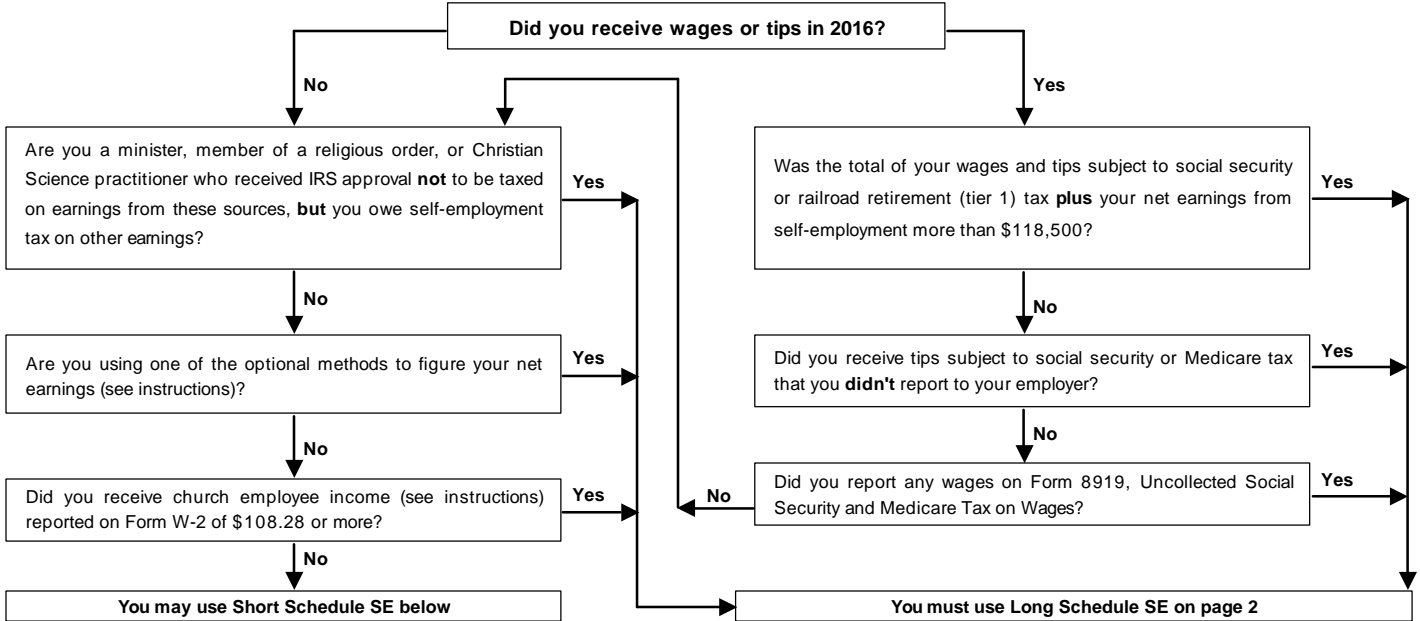 Did you receive wages or tips in 2016?
No
Yes
Are you a minister, member of a religious order, or Christian
Science practitioner who received IRS approval not to be taxed
on earnings from these sources, but you owe self-employment
tax on other earnings?
Yes
Was the total of your wages and tips subject to social security
or railroad retirement (tier 1) tax plus your net earnings from
self-employment more than $118,500?
Yes
No
No
Are you using one of the optional methods to figure your net
earnings (see instructions)?
Yes
Did you receive tips subject to social security or Medicare tax
that you didn't report to your employer?
Yes
No
No
Did you receive church employee income (see instructions)
reported on Form W-2 of $108.28 or more?
Yes
No
Did you report any wages on Form 8919, Uncollected Social
Security and Medicare Tax on Wages?
Yes
No
You may use Short Schedule SE below
You must use Long Schedule SE on page 2